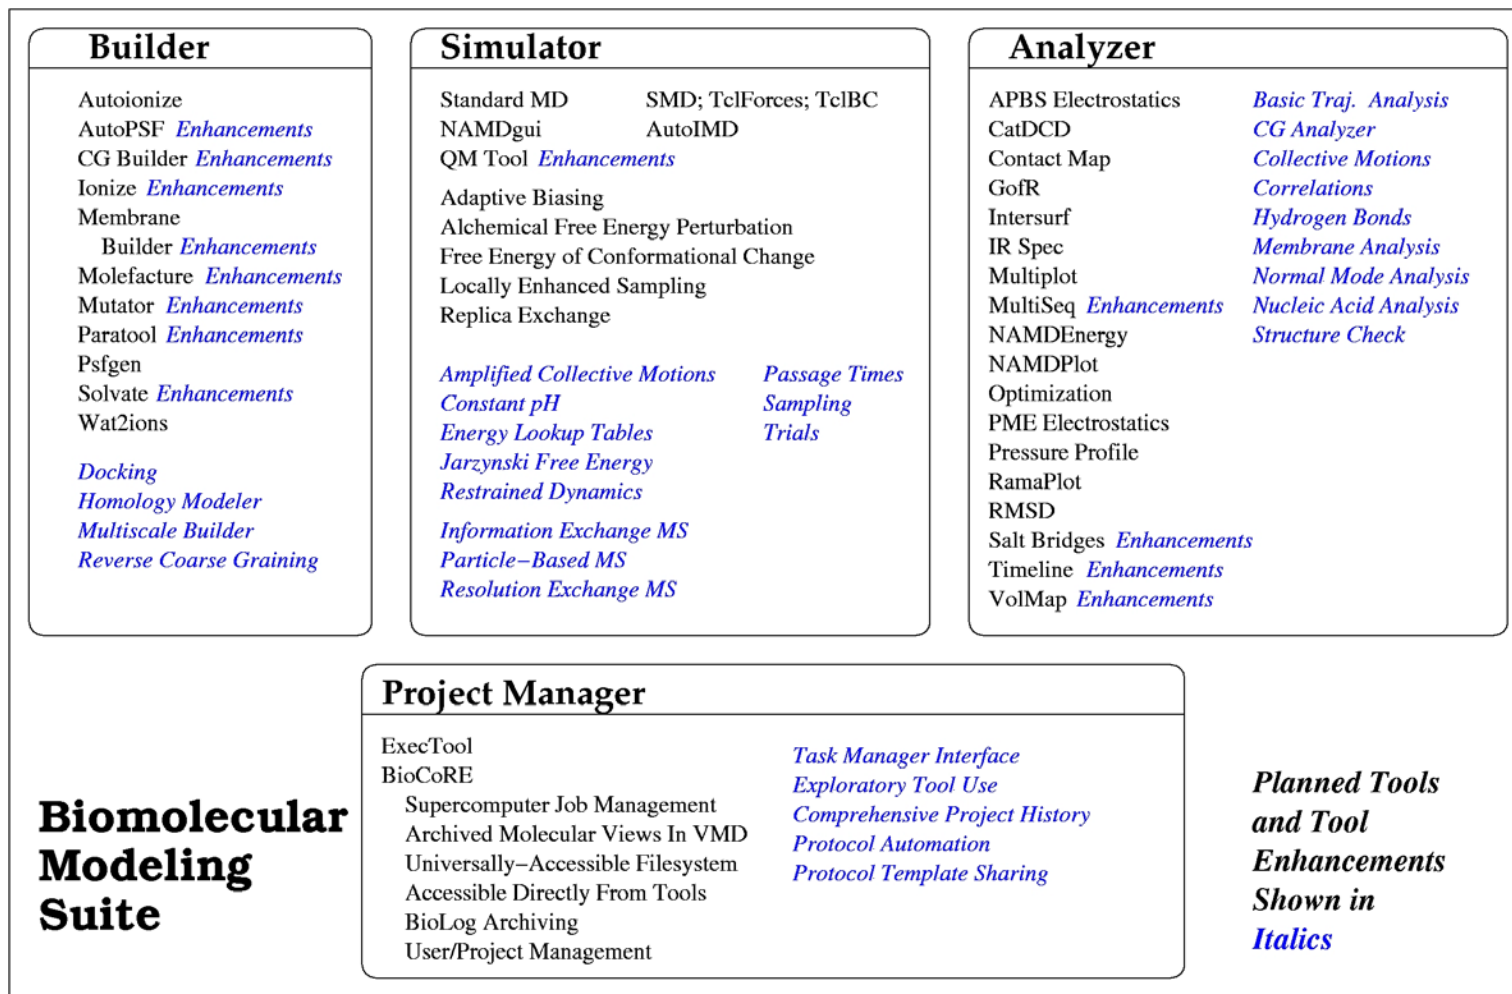 Builder
Autoionize
AutoPSF Enhancements
CG Builder Enhancements
Ionize Enhancements
Membrane
Builder Enhancements
Molefacture Enhancements
Mutator Enhancements
Paratool Enhancements
Psfgen
Solvate Enhancements
Wat2ions
Docking
Homology Modeler
Multiscale Builder
Reverse Coarse Graining
Simulator
Standard MD SMD; TclForces; TclBC
NAMDgui AutoIMD
QM Tool Enhancements
Adaptive Biasing
Alchemical Free Energy Perturbation
Free Energy of Conformational Change
Locally Enhanced Sampling
Replica Exchange
Amplified Collective Motions Passage Times
Constant pH Sampling
Energy Lookup Tables Trials
Jarzynski Free Energy
Restrained Dynamics
Information Exchange MS
Particle−Based MS
Resolution Exchange MS
Analyzer
APBS Electrostatics Basic Traj. Analysis
CatDCD CG Analyzer
Contact Map Collective Motions
GofR Correlations
Intersurf Hydrogen Bonds
IR Spec Membrane Analysis
Multiplot Normal Mode Analysis
MultiSeq Enhancements Nucleic Acid Analysis
NAMDEnergy Structure Check
NAMDPlot
Optimization
PME Electrostatics
Pressure Profile
RamaPlot
RMSD
Salt Bridges Enhancements
Timeline Enhancements
VolMap Enhancements
Project Manager
ExecTool
BioCoRE
Supercomputer Job Management
Archived Molecular Views In VMD
Universally−Accessible Filesystem
Accessible Directly From Tools
BioLog Archiving
User/Project Management
Task Manager Interface
Exploratory Tool Use
Comprehensive Project History
Protocol Automation
Protocol Template Sharing
Biomolecular
Modeling
Suite
Planned Tools
and Tool
Enhancements
Shown in
Italics